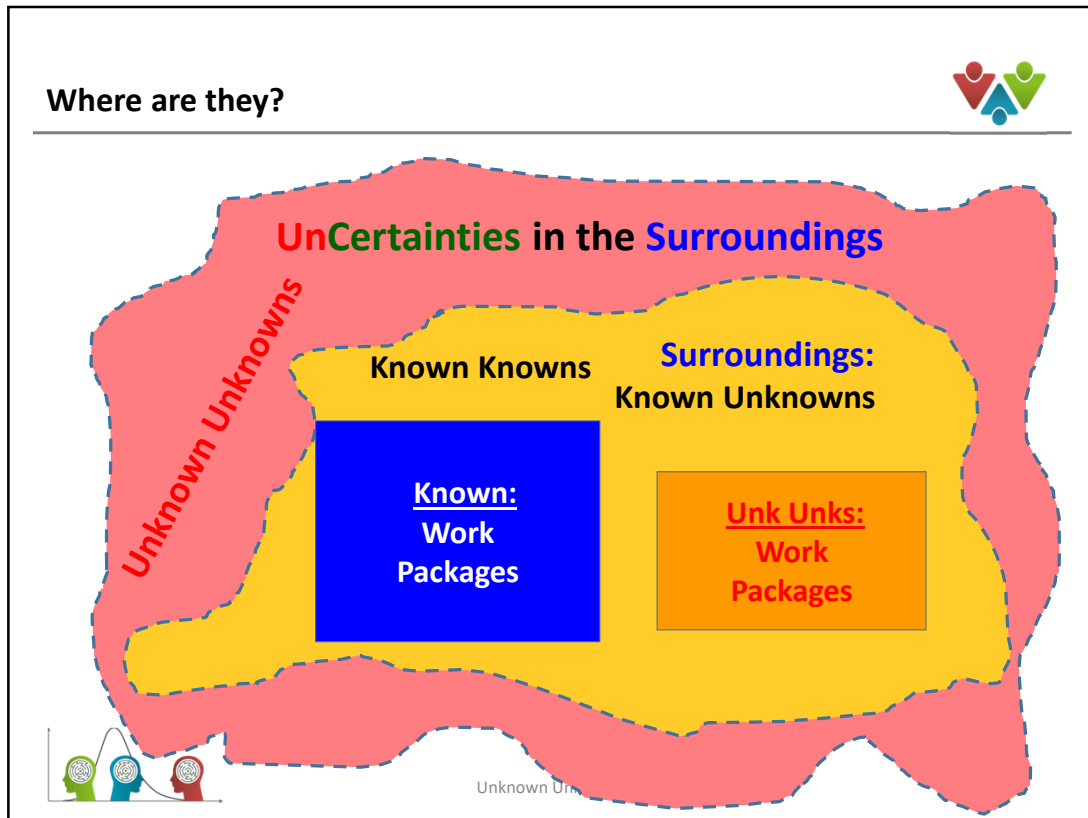 Where are they?
UnCertainties in the Surroundings
Unknown Unknowns
Known Knowns
Surroundings:
Known Unknowns
Known:
Work
Packages
Unk Unks:
Work
Packages
Unknown